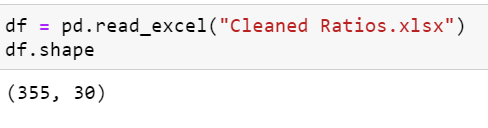 df = pd.read_excel("Cleaned Ratios.xlsx")
df.shape
(355, 30)